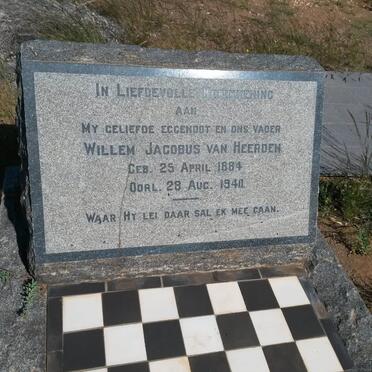 In Liefdevolle Herinnering
aan
my geliefde eggenoot en ons vader
Willem Jacobus van Heerden
Geb. 25 April 1884
Oorl. 28 Aug. 1940.
Waar Hy lei daar sal ek mee gaan.